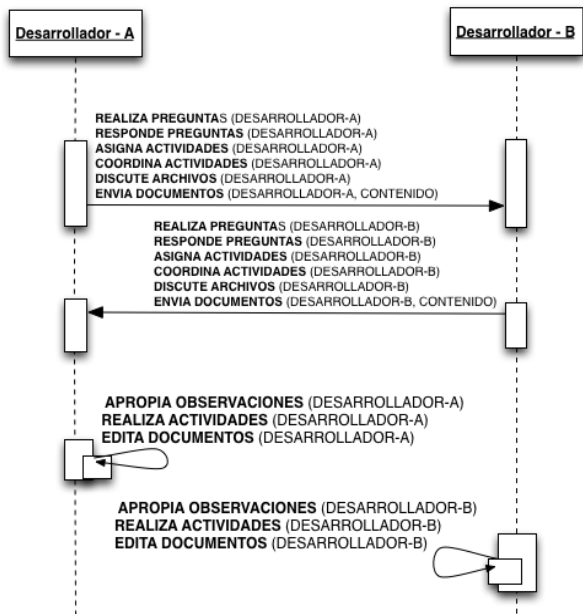 Desarrollador - A
Desarrollador - B
REALIZA PREGUNTAS (DESARROLLADOR-A)
RESPONDE PREGUNTAS (DESARROLLADOR-A)
ASIGNA ACTIVIDADES (DESARROLLADOR-A)
COORDINA ACTIVIDADES (DESARROLLADOR-A)
DISCUTE ARCHIVOS (DESARROLLADOR-A)
ENVIA DOCUMENTOS (DESARROLLADOR-A, CONTENIDO)
REALIZA PREGUNTAS (DESARROLLADOR-B)
RESPONDE PREGUNTAS (DESARROLLADOR-B)
ASIGNA ACTIVIDADES (DESARROLLADOR-B)
COORDINA ACTIVIDADES (DESARROLLADOR-B)
DISCUTE ARCHIVOS (DESARROLLADOR-B)
ENVIA DOCUMENTOS (DESARROLLADOR-B, CONTENIDO)
APROPIA OBSERVACIONES (DESARROLLADOR-A)
REALIZA ACTIVIDADES (DESARROLLADOR-A)
EDITA DOCUMENTOS (DESARROLLADOR-A)
APROPIA OBSERVACIONES (DESARROLLADOR-B)
REALIZA ACTIVIDADES (DESARROLLADOR-B)
EDITA DOCUMENTOS (DESARROLLADOR-B)